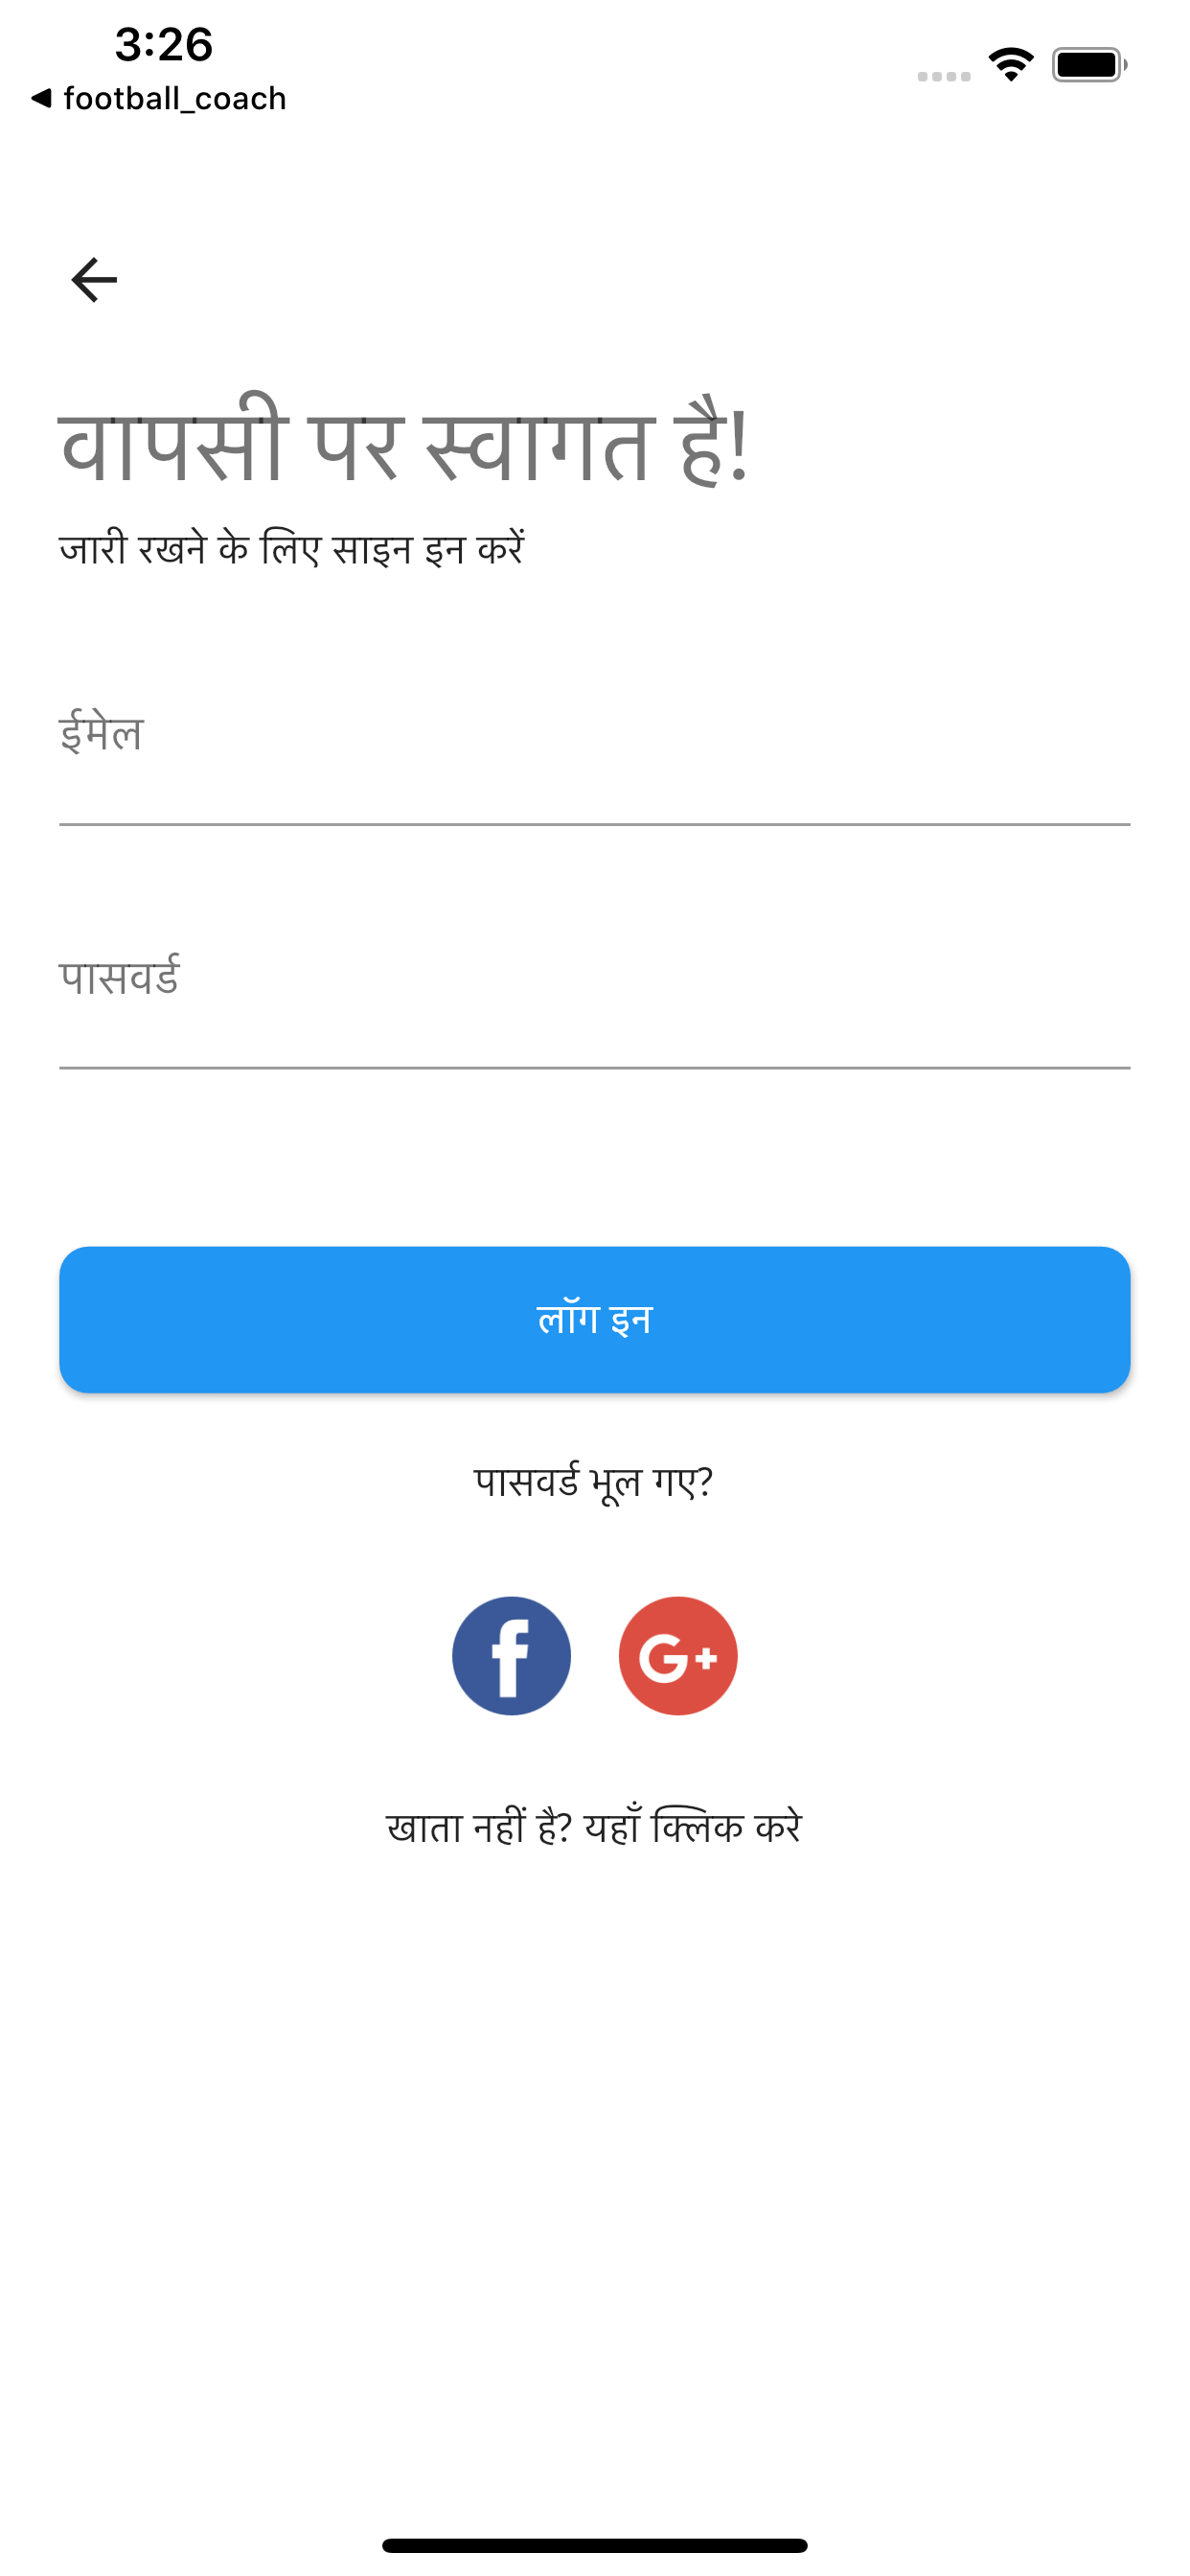 3:26
◀ football_coach
वापसी पर स्वागत है!
जारी रखने के लिए साइन इन करें
ईमेल
पासवर्ड
लॉग इन
पासवर्ड भूल गए?
f G+
खाता नहीं है? यहाँ क्लिक करे